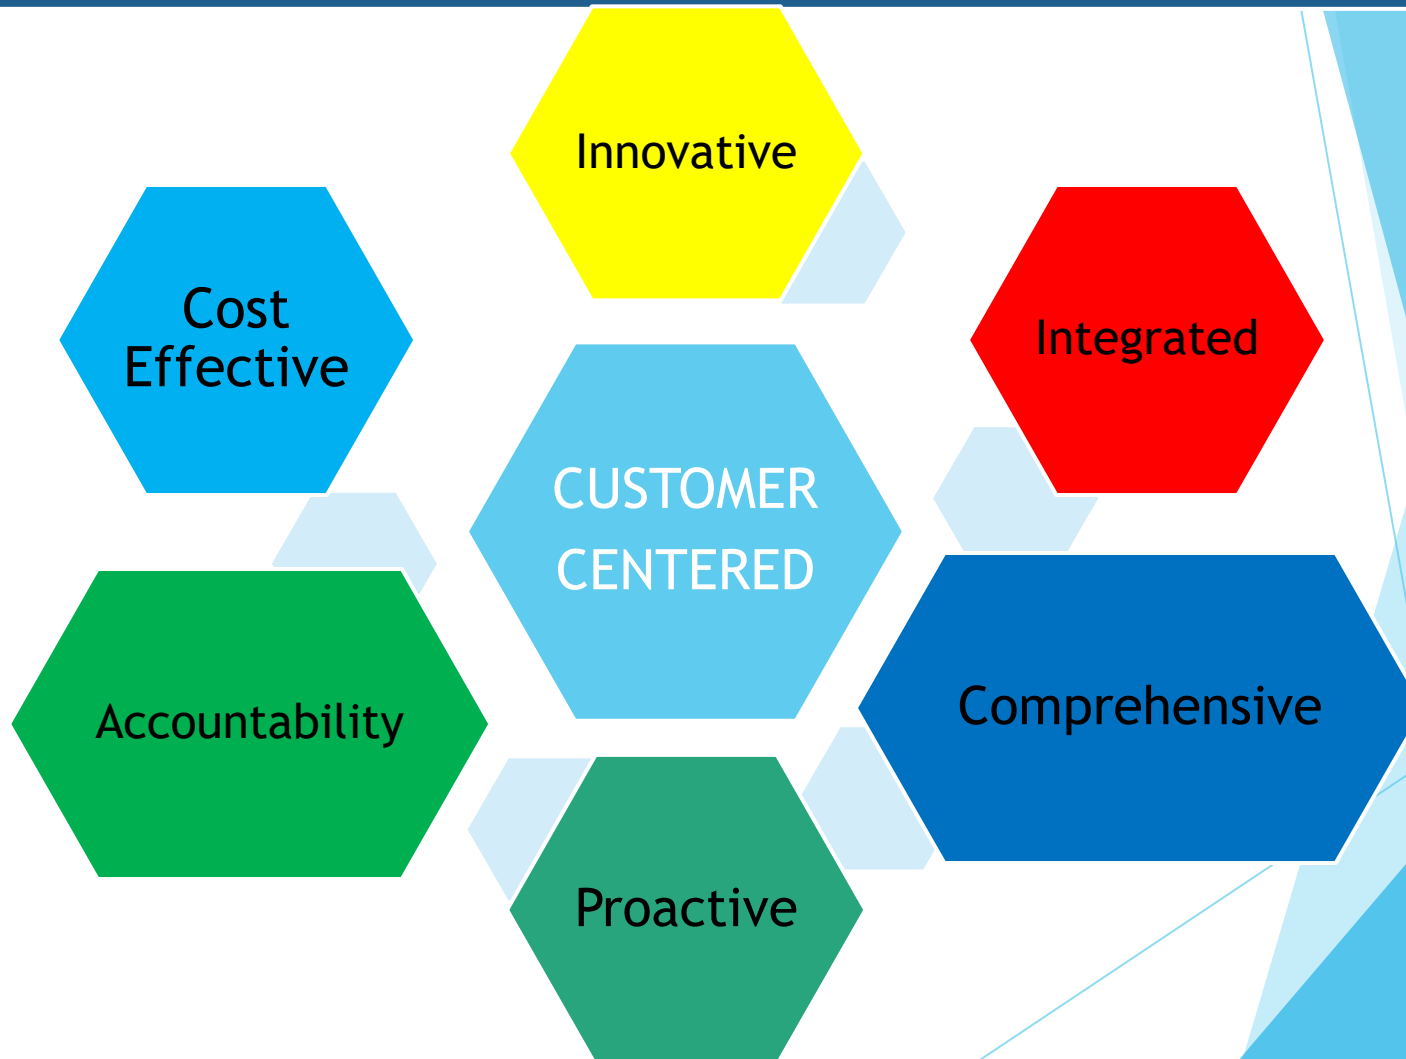 Innovative
Cost
Effective
Integrated
CUSTOMER
CENTERED
Accountability
Comprehensive
Proactive